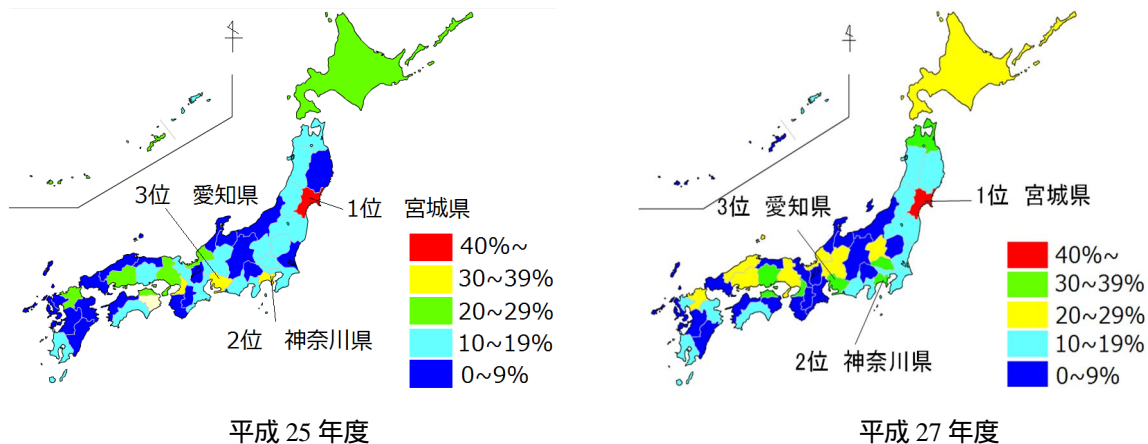 3位 愛知県
1位 宮城県
2位 神奈川県
40%~
30~39%
20~29%
10~19%
0~9%
平成 25 年度
3位 愛知県
1位 宮城県
2位 神奈川県
40%~
30~39%
20~29%
10~19%
0~9%
平成 27 年度